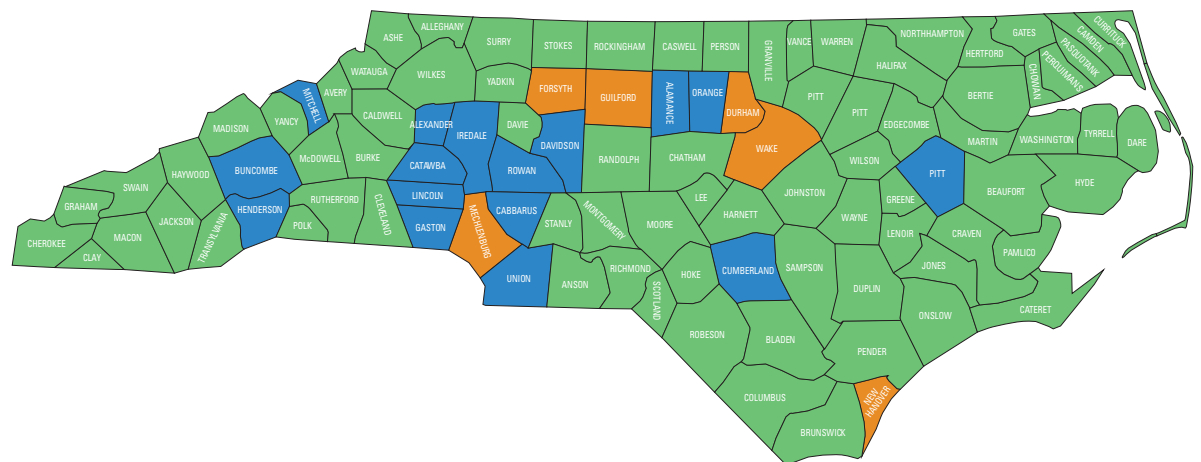 ALLEGHANY
ASHE
SURRY
STOKES
ROCKINGHAM
CASWELL
PERSON
GRANVILLE
VANCE
WARREN
NORTHHAMPTON
GATES
CURRITUCK
CAMDEN
PASQUOTANK
PERQUIMANS
CHOWAN
HERTFORD
HALIFAX
WATAUGA
WILKES
YADKIN
FORSYTH
GUILFORD
ALAMANCE
ORANGE
DURHAM
PITT
BERTIE
MITCHELL
AVERY
CALDWELL
ALEXANDER
IREDALE
DAVIE
DAVIDSON
WAKE
PITT
EDGECOMBE
MARTIN
WASHINGTON
TYRRELL
DARE
MADISON
YANCY
McDOWELL
BURKE
CATAWBA
ROWAN
RANDOLPH
CHATHAM
WILSON
PITT
BEAUFORT
HYDE
HAYWOOD
BUNCOMBE
SWAIN
GRAHAM
RUTHERFORD
CLEVELAND
LINCOLN
GASTON
MECHLENBURG
CABBARUS
STANLY
MONTGOMERY
MOORE
LEE
HARNETT
JOHNSTON
WAYNE
GREENE
LENOIR
CRAVEN
PAMLICO
CHEROKEE
CLAY
MACON
JACKSON
TRANSYLVANIA
HENDERSON
POLK
UNION
ANSON
RICHMOND
SCOTLAND
HOKE
CUMBERLAND
SAMPSON
DUPLIN
JONES
ONSLOW
CATERET
ROBESON
BLADEN
PENDER
COLUMBUS
NEW
HANOVER
BRUNSWICK